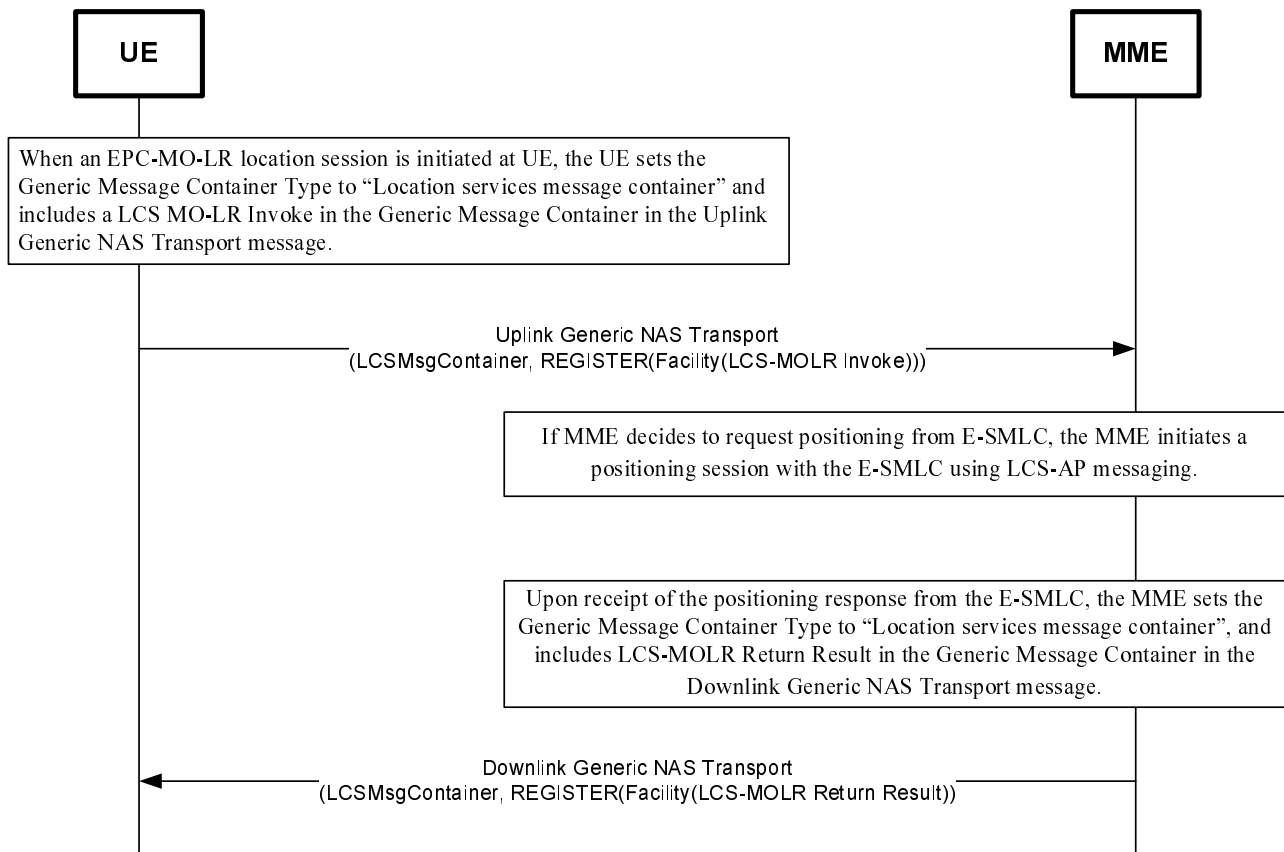 UE
MME
When an EPC-MO-LR location session is initiated at UE, the UE sets the
Generic Message Container Type to “Location services message container” and
includes a LCS MO-LR Invoke in the Generic Message Container in the Uplink
Generic NAS Transport message.
Uplink Generic NAS Transport
(LCSMsgContainer, REGISTER(Facility(LCS-MOLR Invoke)))
If MME decides to request positioning from E-SMLC, the MME initiates a
positioning session with the E-SMLC using LCS-AP messaging.
Upon receipt of the positioning response from the E-SMLC, the MME sets the
Generic Message Container Type to “Location services message container”, and
includes LCS-MOLR Return Result in the Generic Message Container in the
Downlink Generic NAS Transport message.
Downlink Generic NAS Transport
(LCSMsgContainer, REGISTER(Facility(LCS-MOLR Return Result))